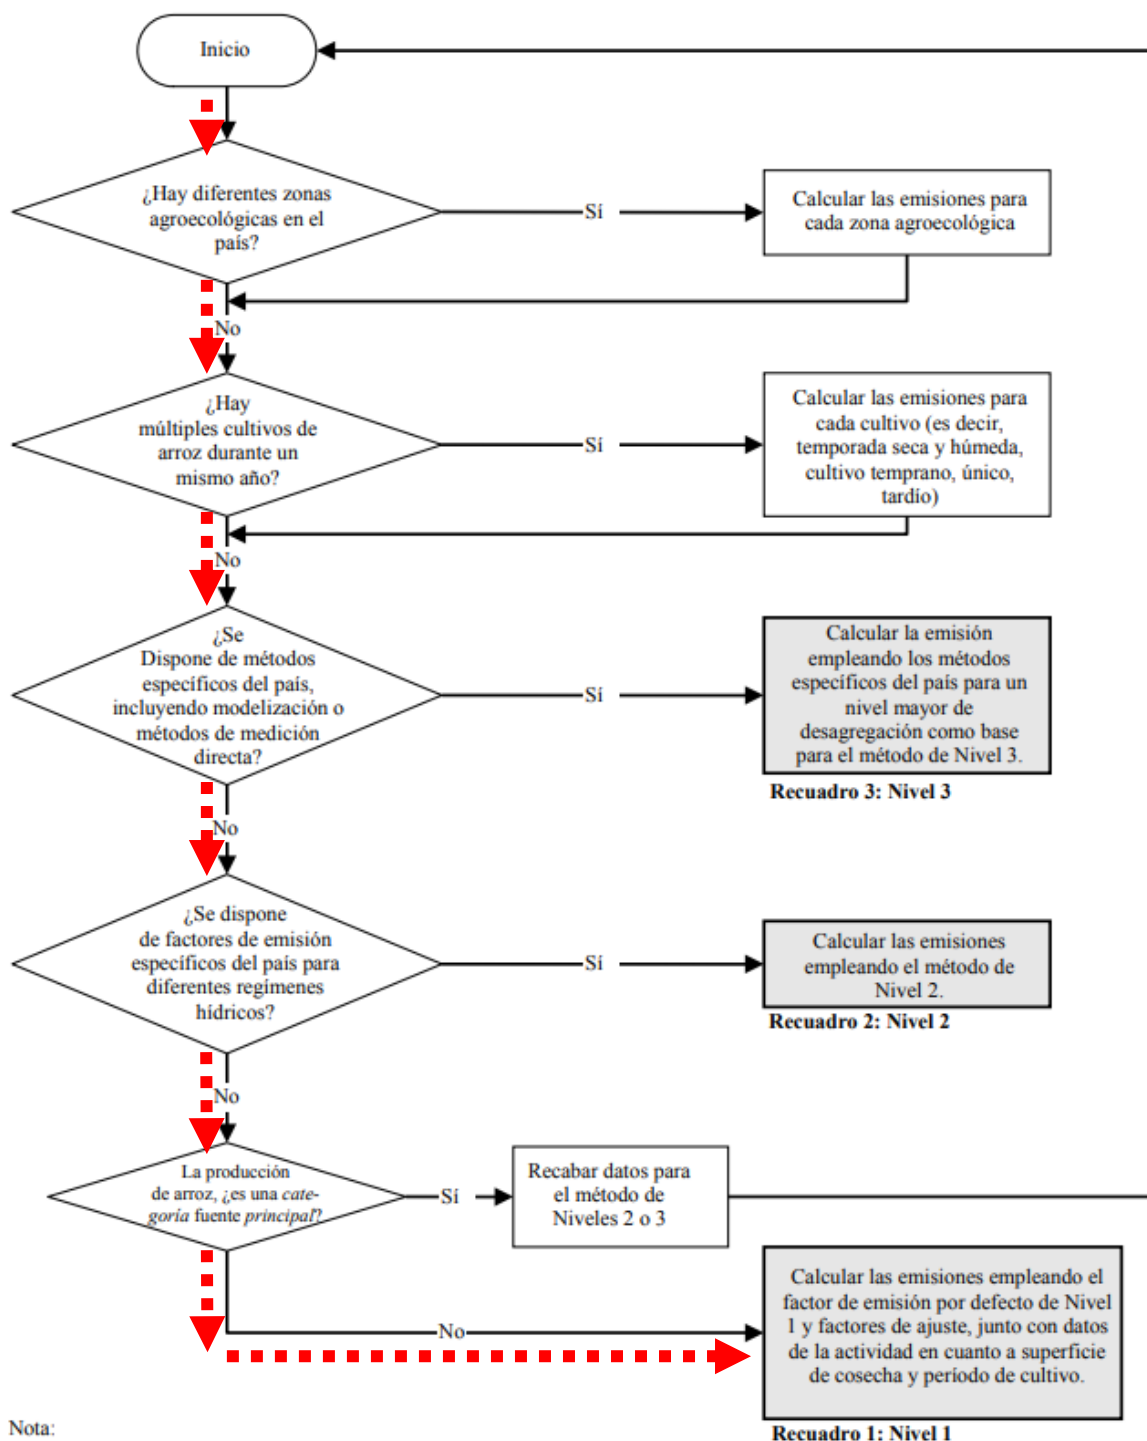 Inicio
¿Hay diferentes zonas
agroecológicas en el
país?
Sí
Calcular las emisiones para
cada zona agroecológica
No
¿Hay
múltiples cultivos de
arroz durante un
mismo año?
Sí
Calcular las emisiones para
cada cultivo (es decir,
temporada seca y húmeda,
cultivo temprano, único,
tardío)
No
¿Se
Dispone de métodos
específicos del país,
incluyendo modelización o
métodos de medición
directa?
Sí
Calcular la emisión
empleando los métodos
específicos del país para un
nivel mayor de
desagregación como base
para el método de Nivel 3.
Recuadro 3: Nivel 3
No
¿Se dispone
de factores de emisión
específicos del país para
diferentes regímenes
hídricos?
Sí
Calcular las emisiones
empleando el método de
Nivel 2.
Recuadro 2: Nivel 2
No
La producción
de arroz, ¿es una cate-
goría fuente principal?
Sí
Recabar datos para
el método de
Niveles 2 o 3
No
Calcular las emisiones empleando el
factor de emisión por defecto de Nivel
1 y factores de ajuste, junto con datos
de la actividad en cuanto a superficie
de cosecha y período de cultivo.
Recuadro 1: Nivel 1
Nota: